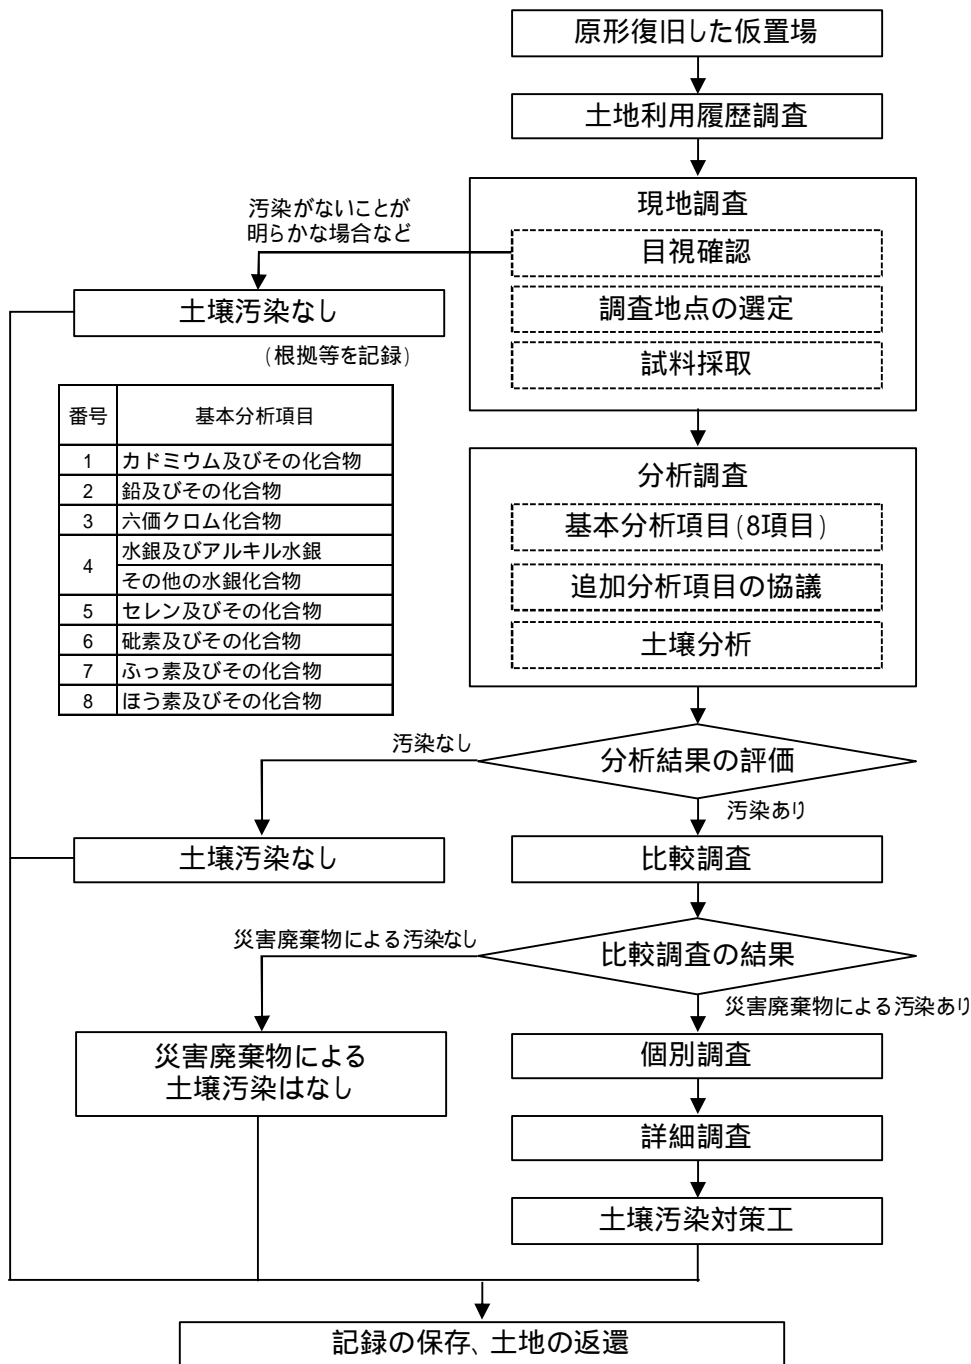 原形復旧した仮置場
土地利用履歴調査
現地調査
目視確認
調査地点の選定
試料採取
汚染がないことが
明らかな場合など
土壌汚染なし
(根拠等を記録)
番号 基本分析項目
1 カドミウム及びその化合物
2 鉛及びその化合物
3 六価クロム化合物
4 水銀及びアルキル水銀
その他の水銀化合物
5 セレン及びその化合物
6 砒素及びその化合物
7 ふっ素及びその化合物
8 ほう素及びその化合物
分析調査
基本分析項目(8項目)
追加分析項目の協議
土壌分析
分析結果の評価
汚染なし
汚染あり
土壌汚染なし
比較調査
比較調査の結果
災害廃棄物による汚染なし
災害廃棄物による汚染あり
災害廃棄物による
土壌汚染はなし
個別調査
詳細調査
土壌汚染対策工
記録の保存、土地の返還